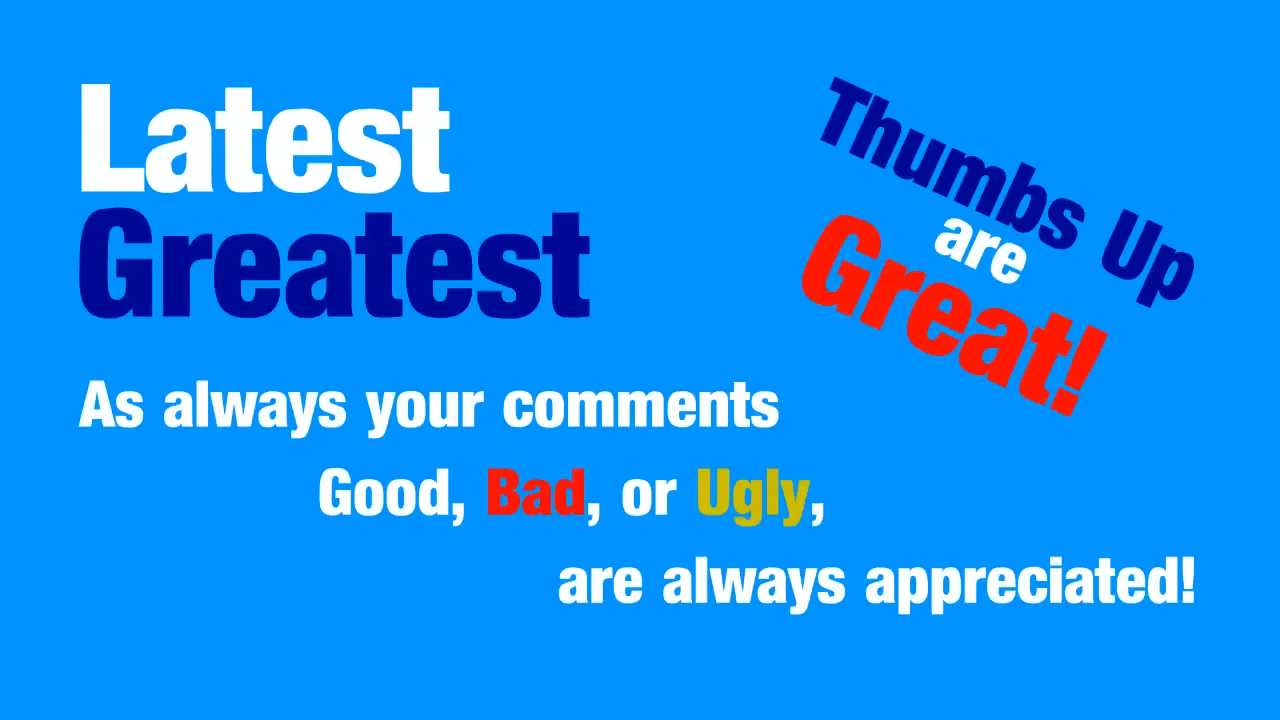 Latest
Greatest
Thumbs Up
are
Great!
As always your comments
Good, Bad, or Ugly,
are always appreciated!